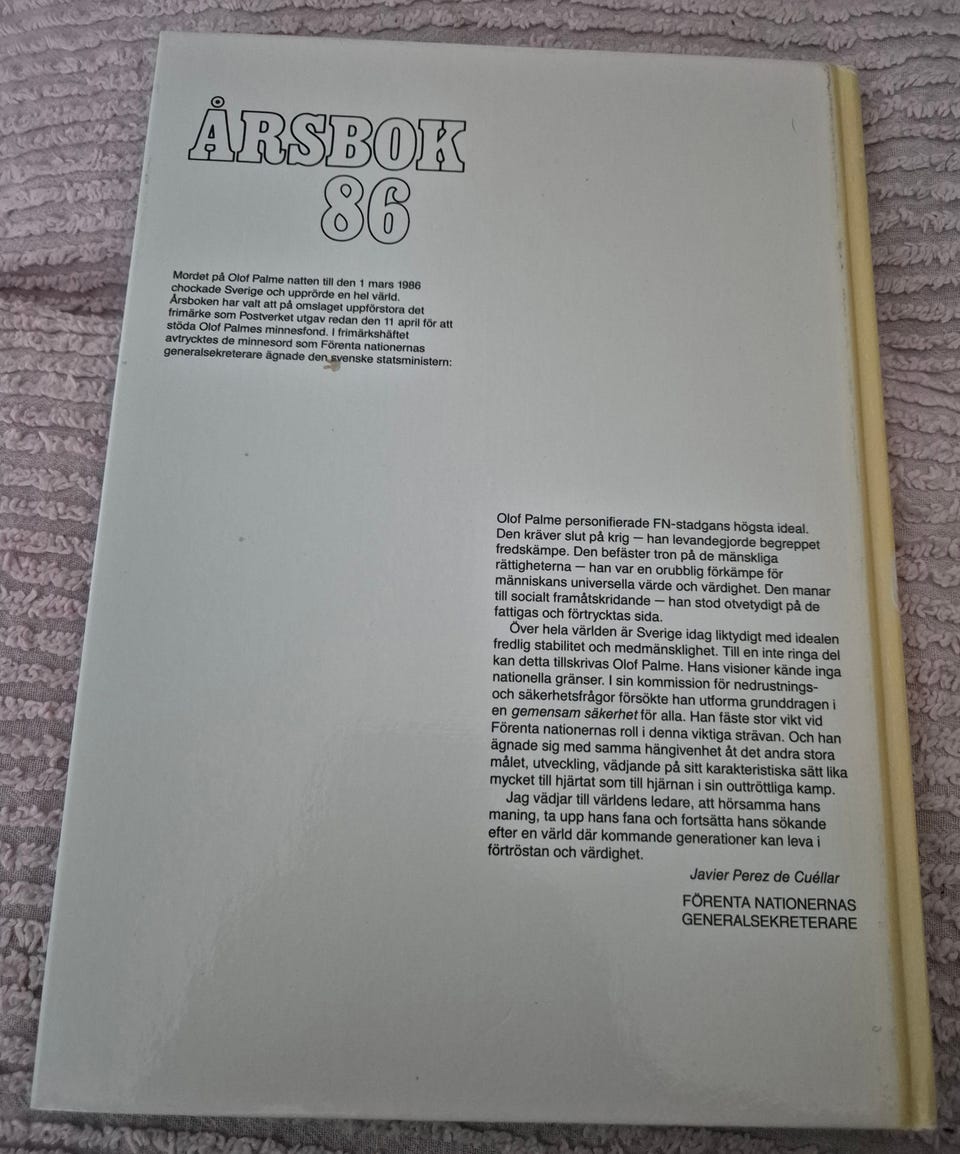 ÅRSBOK
86
Mordet på Olof Palme natten till den 1 mars 1986
chockade Sverige och upprörde en hel värld.
Årsboken har valt att på omslaget uppförstora det
frimärke som Postverket utgav redan den 11 april för att
stöda Olof Palmes minnesfond. I frimärkshäftet
avtrycktes de minnesord som Förenta nationernas
generalsekreterare ägnade den svenske statsministern:
Olof Palme personifierade FN-stadgans högsta ideal.
Den kräver slut på krig — han levandegjorde begreppet
fredskämpe. Den befäster tron på de mänskliga
rättigheterna — han var en orubblig förkämpe för
människans universella värde och värdighet. Den manar
till socialt framåtskridande — han stod otvetydigt på de
fattigas och förtrycktas sida.
Över hela världen är Sverige idag liktydigt med idealen
fredlig stabilitet och medmänsklighet. Till en inte ringa del
kan detta tillskrivas Olof Palme. Hans visioner kände inga
nationella gränser. I sin kommission för nedrustnings-
och säkerhetsfrågor försökte han utforma grunddragen i
en gemensam säkerhet för alla. Han fäste stor vikt vid
Förenta nationernas roll i denna viktiga strävan. Och han
ägnade sig med samma hängivenhet åt det andra stora
målet, utveckling, vädjande på sitt karakteristiska sätt lika
mycket till hjärtat som till hjärnan i sin outtröttliga kamp.
Jag vädjar till världens ledare, att hörsamma hans
maning, ta upp hans fana och fortsätta hans sökande
efter en värld där kommande generationer kan leva i
förtröstan och värdighet.
Javier Perez de Cuéllar
FÖRENTA NATIONERNAS
GENERALSEKRETERARE